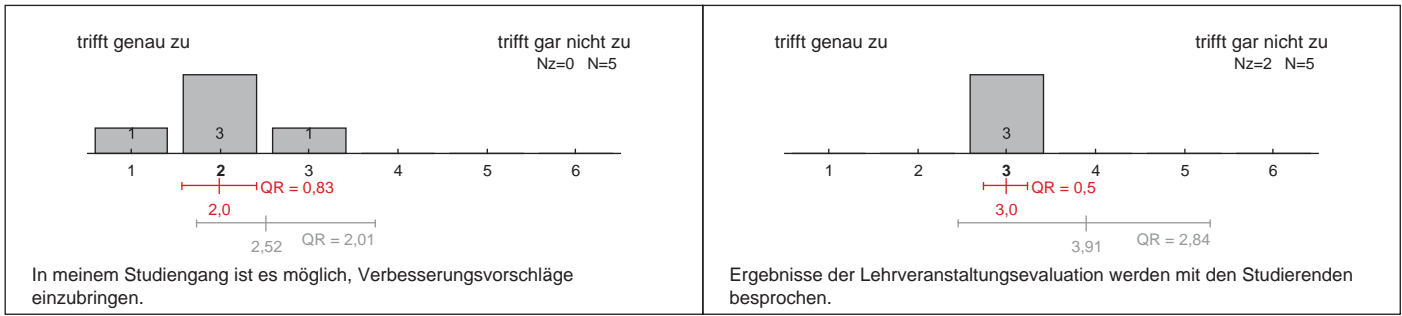 trifft genau zu trifft gar nicht zu
Nz=0 N=5
1 3 1
1 2 3 4 5 6
QR = 0,83
2,0
QR = 2,01
2,52
In meinem Studiengang ist es möglich, Verbesserungsvorschläge
einzubringen.
trifft genau zu trifft gar nicht zu
Nz=2 N=5
3
1 2 3 4 5 6
QR = 0,5
3,0
QR = 2,84
3,91
Ergebnisse der Lehrveranstaltungsevaluation werden mit den Studierenden
besprochen.